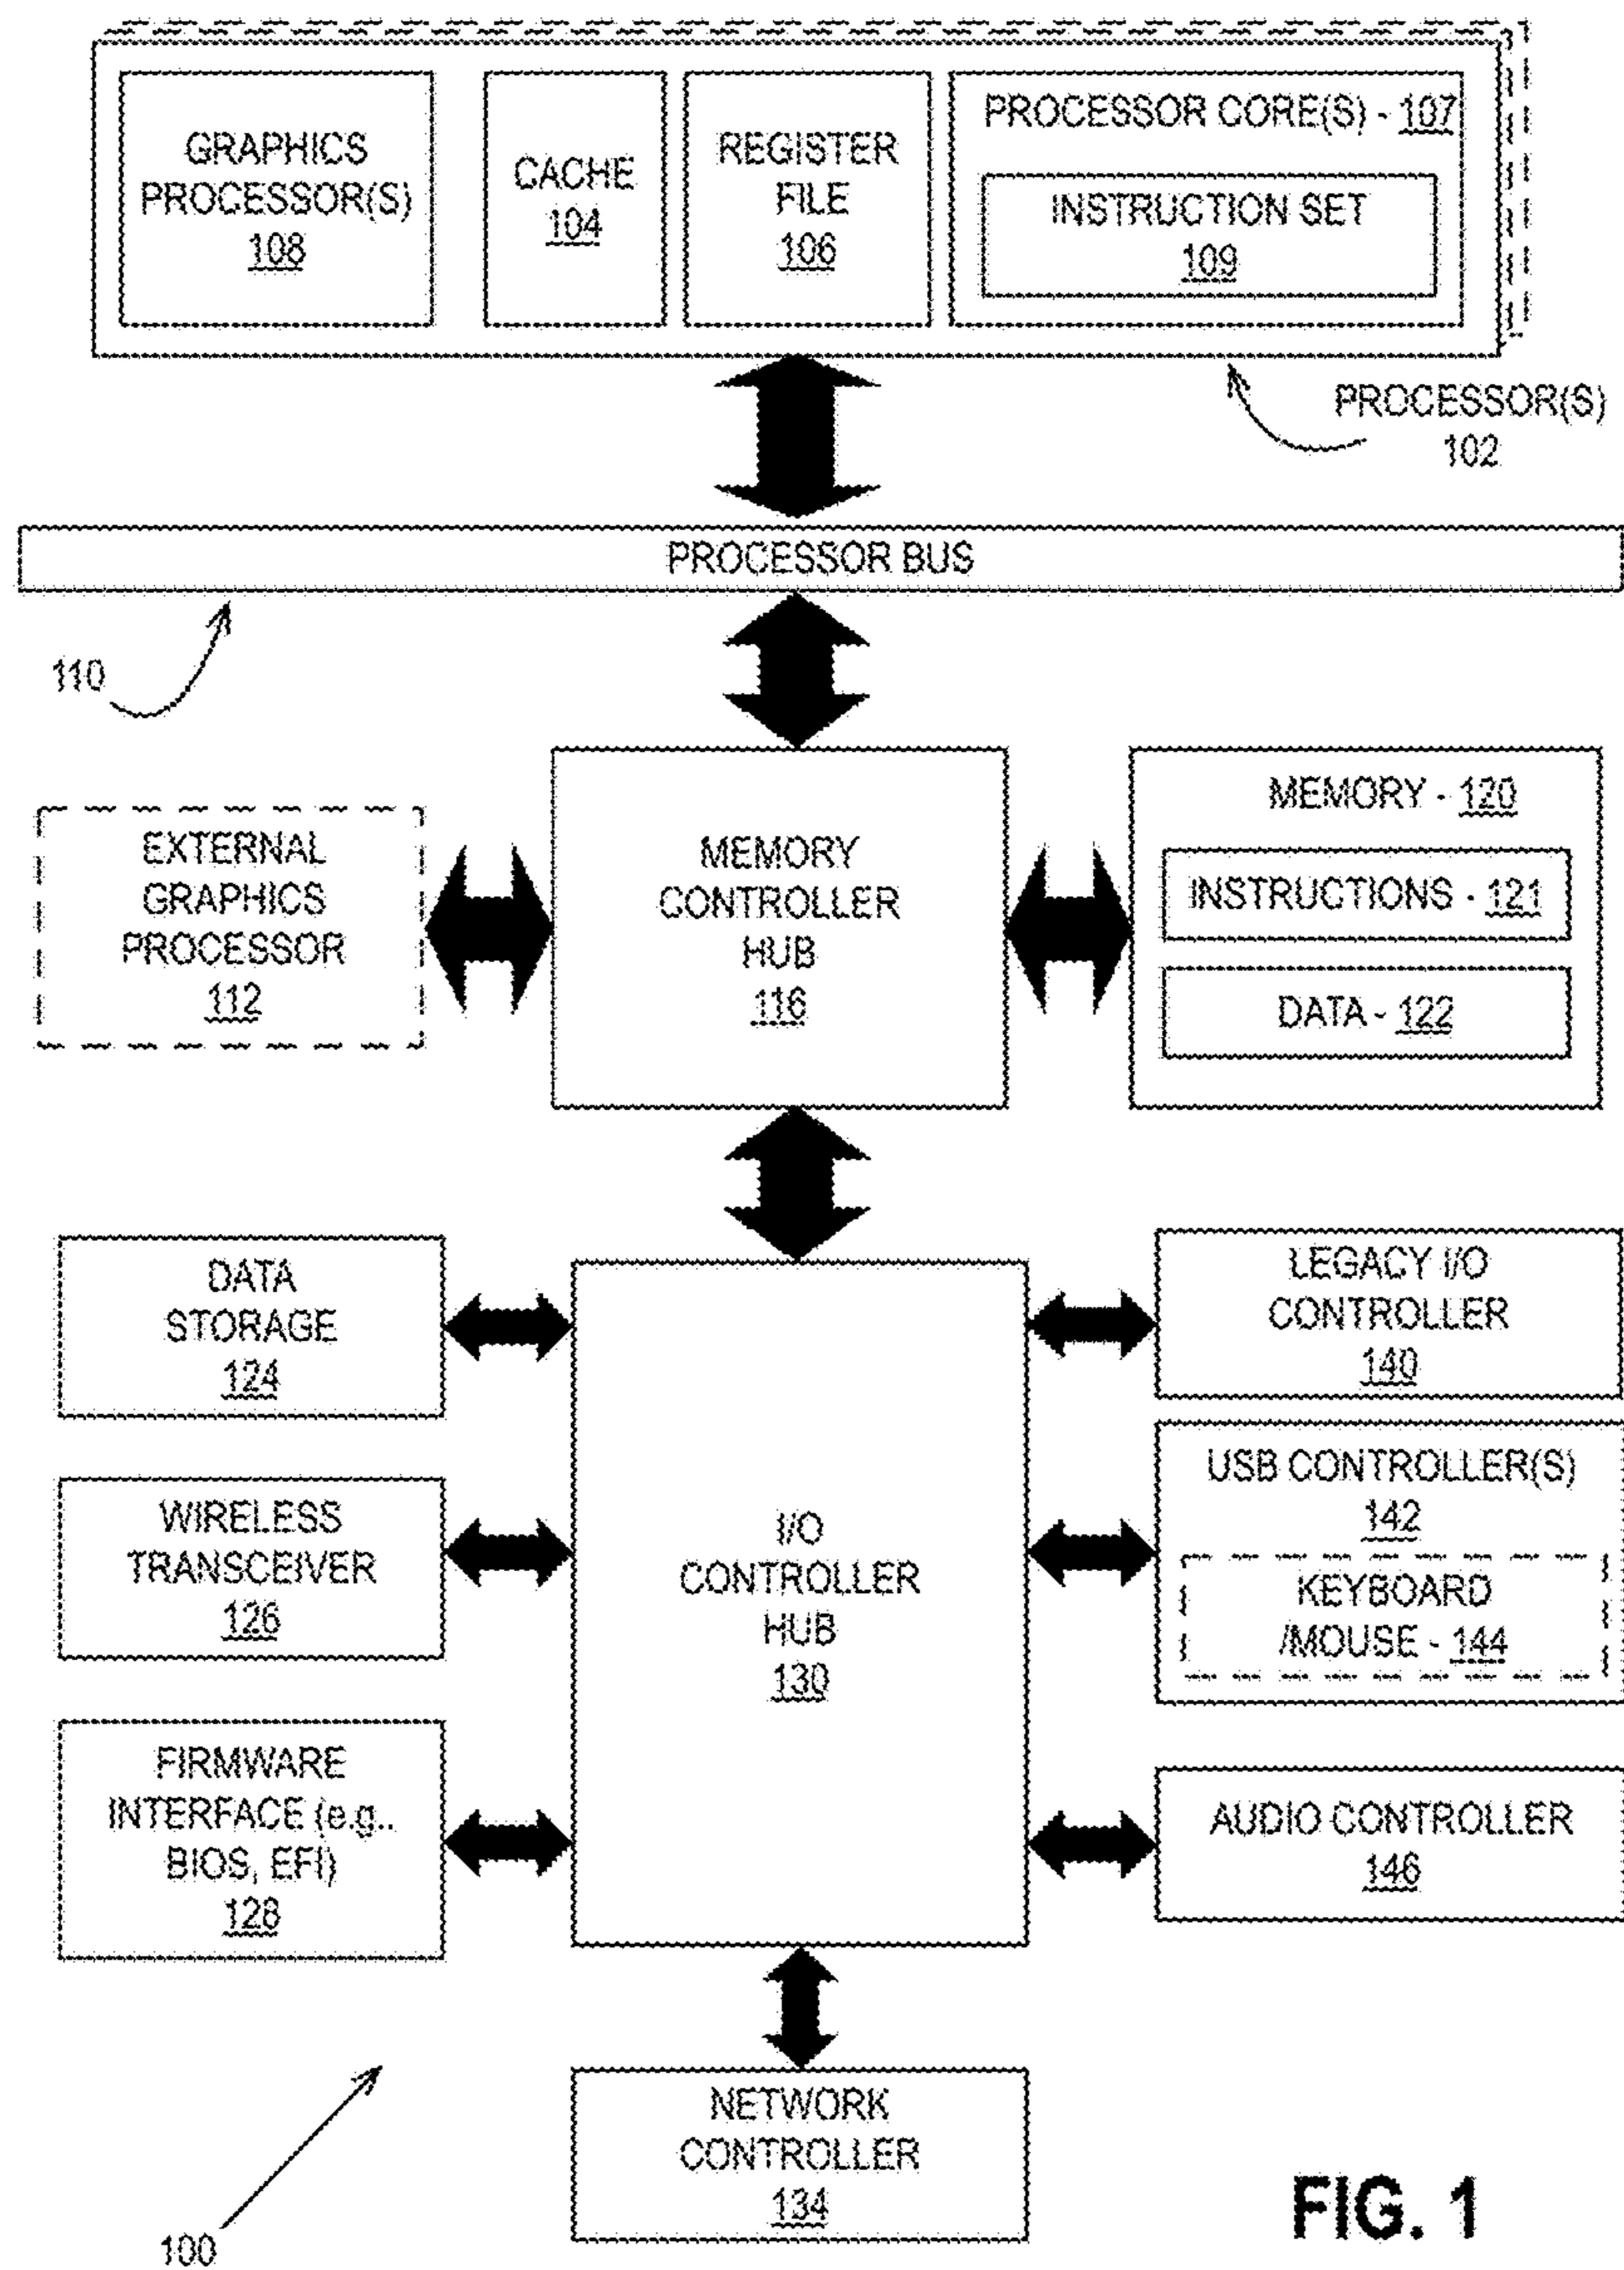 GRAPHICS
PROCESSOR(S)
108
CACHE
104
REGISTER
FILE
106
PROCESSOR CORE(S) - 107
INSTRUCTION SET
109
PROCESSOR(S)
102
PROCESSOR BUS
110
EXTERNAL
GRAPHICS
PROCESSOR
112
MEMORY
CONTROLLER
HUB
116
MEMORY - 120
INSTRUCTIONS - 121
DATA - 122
DATA
STORAGE
124
WIRELESS
TRANSCEIVER
126
FIRMWARE
INTERFACE (e.g..
BIOS, EFI)
128
I/O
CONTROLLER
HUB
130
LEGACY I/O
CONTROLLER
140
USB CONTROLLER(S)
142
KEYBOARD
/MOUSE - 144
AUDIO CONTROLLER
146
NETWORK
CONTROLLER
134
100
FIG. 1